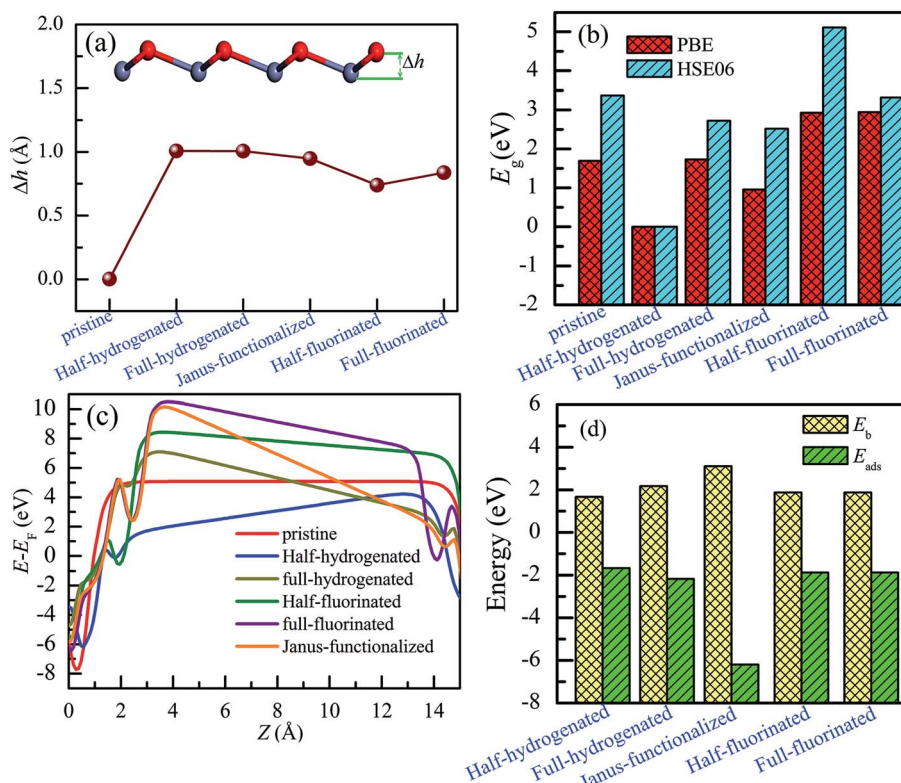 (a)
Δh
Δh (Å)
2.0
1.5
1.0
0.5
0.0
pristine
Half-hydrogenated
Full-hydrogenated
Janus-functionalized
Half-fluorinated
Full-fluorinated
(b)
PBE
HSE06
Eg(eV)
5
4
3
2
1
0
-1
-2
pristine
Half-hydrogenated
Full-hydrogenated
Janus-functionalized
Half-fluorinated
Full-fluorinated
(c)
E-EF (eV)
10
8
6
4
2
0
-2
-4
-6
-8
pristine
Half-hydrogenated
full-hydrogenated
Half-fluorinated
full-fluorinated
Janus-functionalized
0 2 4 6 8 10 12 14
Z (Å)
(d)
Eb
Eads
Energy (eV)
6
4
2
0
-2
-4
-6
-8
Half-hydrogenated
Full-hydrogenated
Janus-functionalized
Half-fluorinated
Full-fluorinated